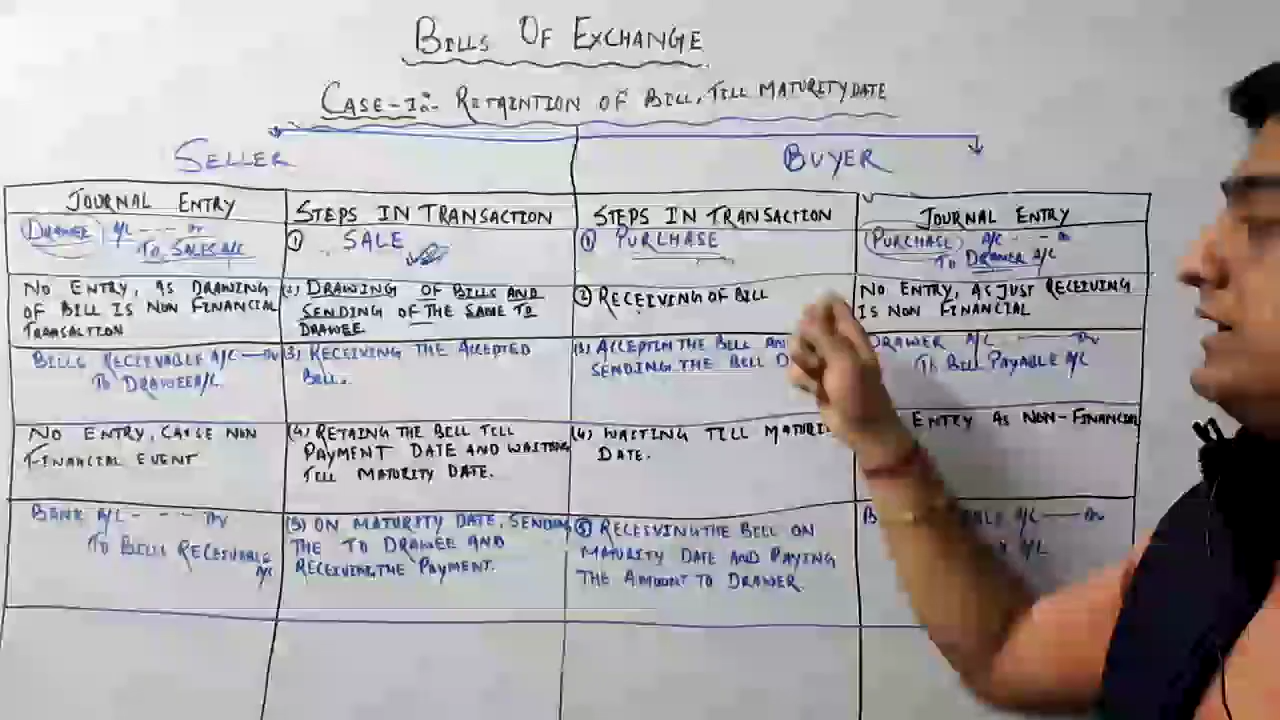 BILLS OF EXCHANGE
CASE-I:- RETAINTION OF BILL, TILL MATURITY DATE
SELLER
BUYER
JOURNAL ENTRY
DRAWEE A/C - - - Dr
TO SALES A/C
NO ENTRY, AS DRAWING
OF BILL IS NON FINANCIAL
TRANSACTION
BILLS RECEIVABLE A/C — Dr
TO DRAWEE A/C
NO ENTRY, CAUSE NON
FINANCIAL EVENT
BANK A/C - - - Dr
TO BILLS RECEIVABLE
A/C
STEPS IN TRANSACTION
① SALE
(2) DRAWING OF BILLS AND
SENDING OF THE SAME TO
DRAWEE
(3) RECEIVING THE ACCEPTED
BILL.
(4) RETAING THE BILL TILL
PAYMENT DATE AND WAITING
TILL MATURITY DATE.
(5) ON MATURITY DATE, SENDING
THE TO DRAWEE AND
RECEIVING THE PAYMENT.
STEPS IN TRANSACTION
① PURCHASE
② RECEIVING OF BILL
(3) THE BILL
SENDING THE BILL
(4) WAITING TILL
DATE.
⑤ RECEIVING THE BILL ON
MATURITY DATE AND PAYING
THE AMOUNT TO DRAWER
JOURNAL ENTRY
PURCHASE A/C - - - Dr
TO DRAWER A/C
NO ENTRY, AS JUST RECEIVING
IS NON FINANCIAL
DRAWER A/C — Dr
TO BILL PAYABLE A/C
ENTRY AS NON-FINANCIAL
A/C — Dr
A/C